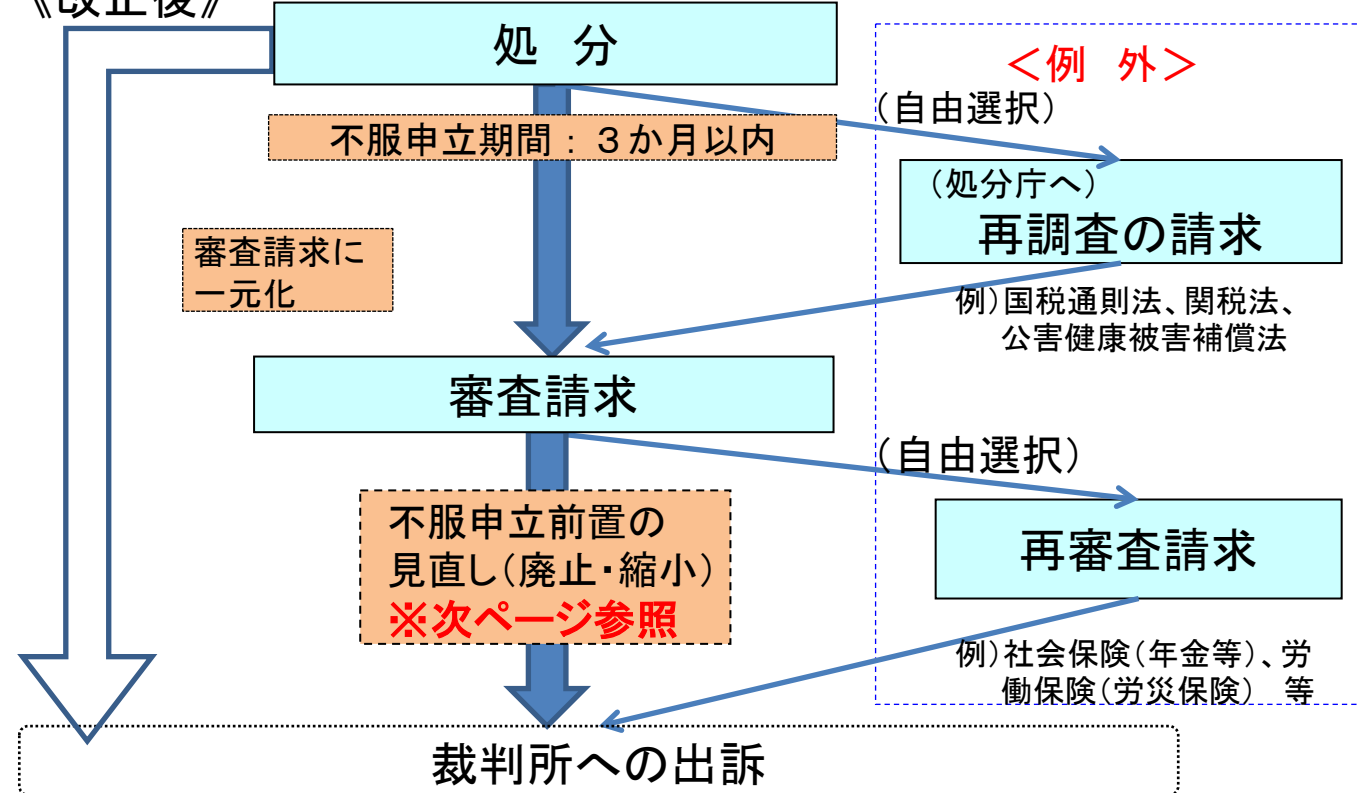 《改正後》
処　分
＜例　外＞
（自由選択）
不服申立期間：３か月以内
（処分庁へ）
再調査の請求
審査請求に
一元化
例）国税通則法、関税法、
公害健康被害補償法
審査請求
（自由選択）
不服申立前置の
見直し（廃止・縮小）
※次ページ参照
再審査請求
例）社会保険（年金等）、労
働保険（労災保険）　等
裁判所への出訴